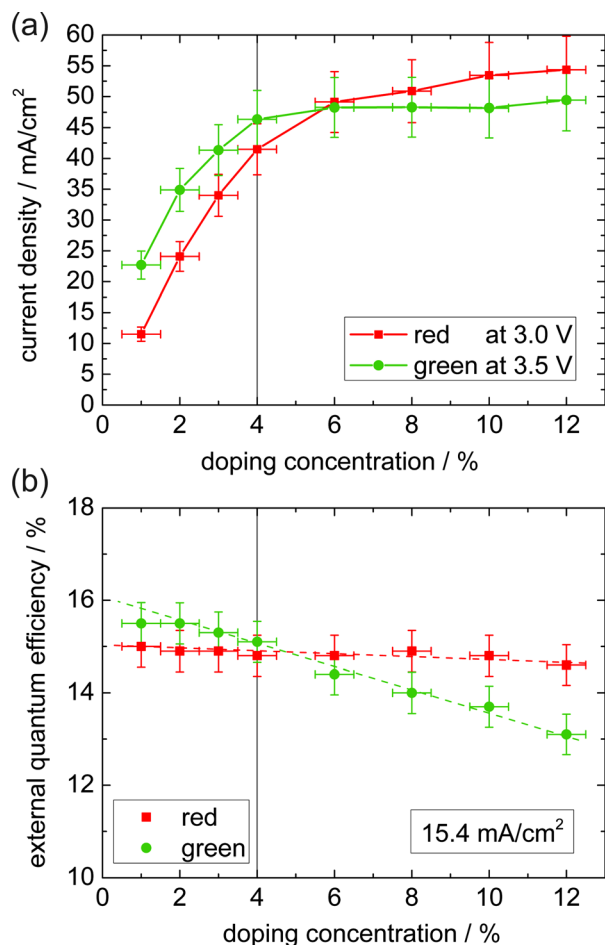 (a)
current density / mA/cm²
60
55
50
45
40
35
30
25
20
15
10
5
0
red at 3.0 V
green at 3.5 V
0 2 4 6 8 10 12
doping concentration / %
(b)
external quantum efficiency / %
18
16
14
12
10
red
green
15.4 mA/cm²
0 2 4 6 8 10 12
doping concentration / %